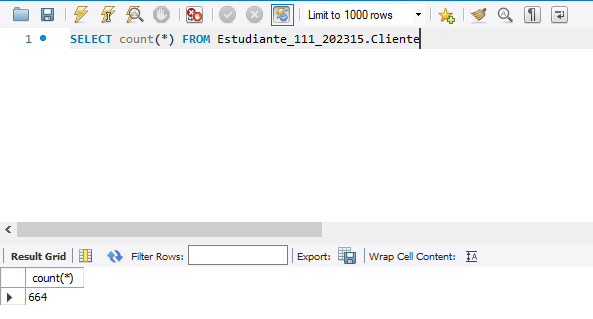 Limit to 1000 rows
1 SELECT count(*) FROM Estudiante_111_202315.Cliente
Result Grid Filter Rows: Export: Wrap Cell Content:
count(*)
664